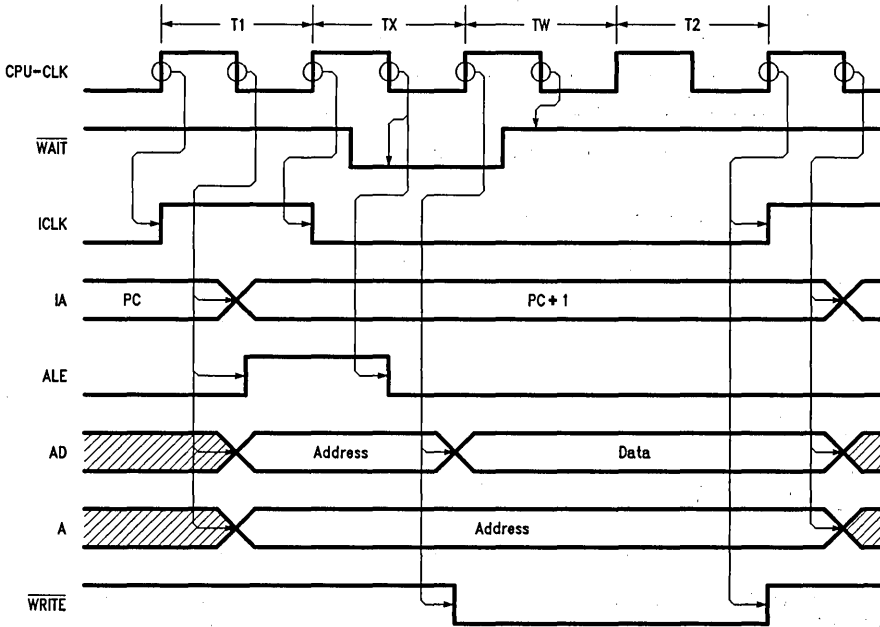 T1 TX TW T2
CPU-CLK
WAIT
ICLK
IA PC PC+1
ALE
AD Address Data
A Address
WRITE